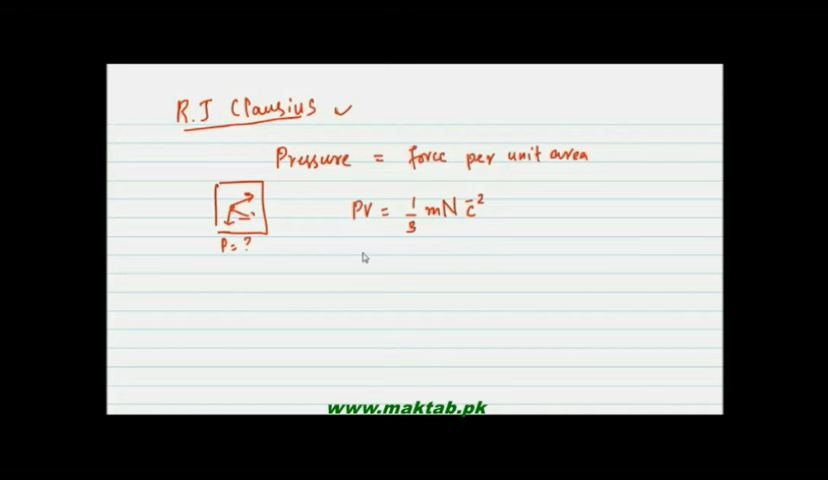 R.J Clausius ✓
Pressure = force per unit area
PV = 1/3 mN c̄²
P = ?
www.maktab.pk